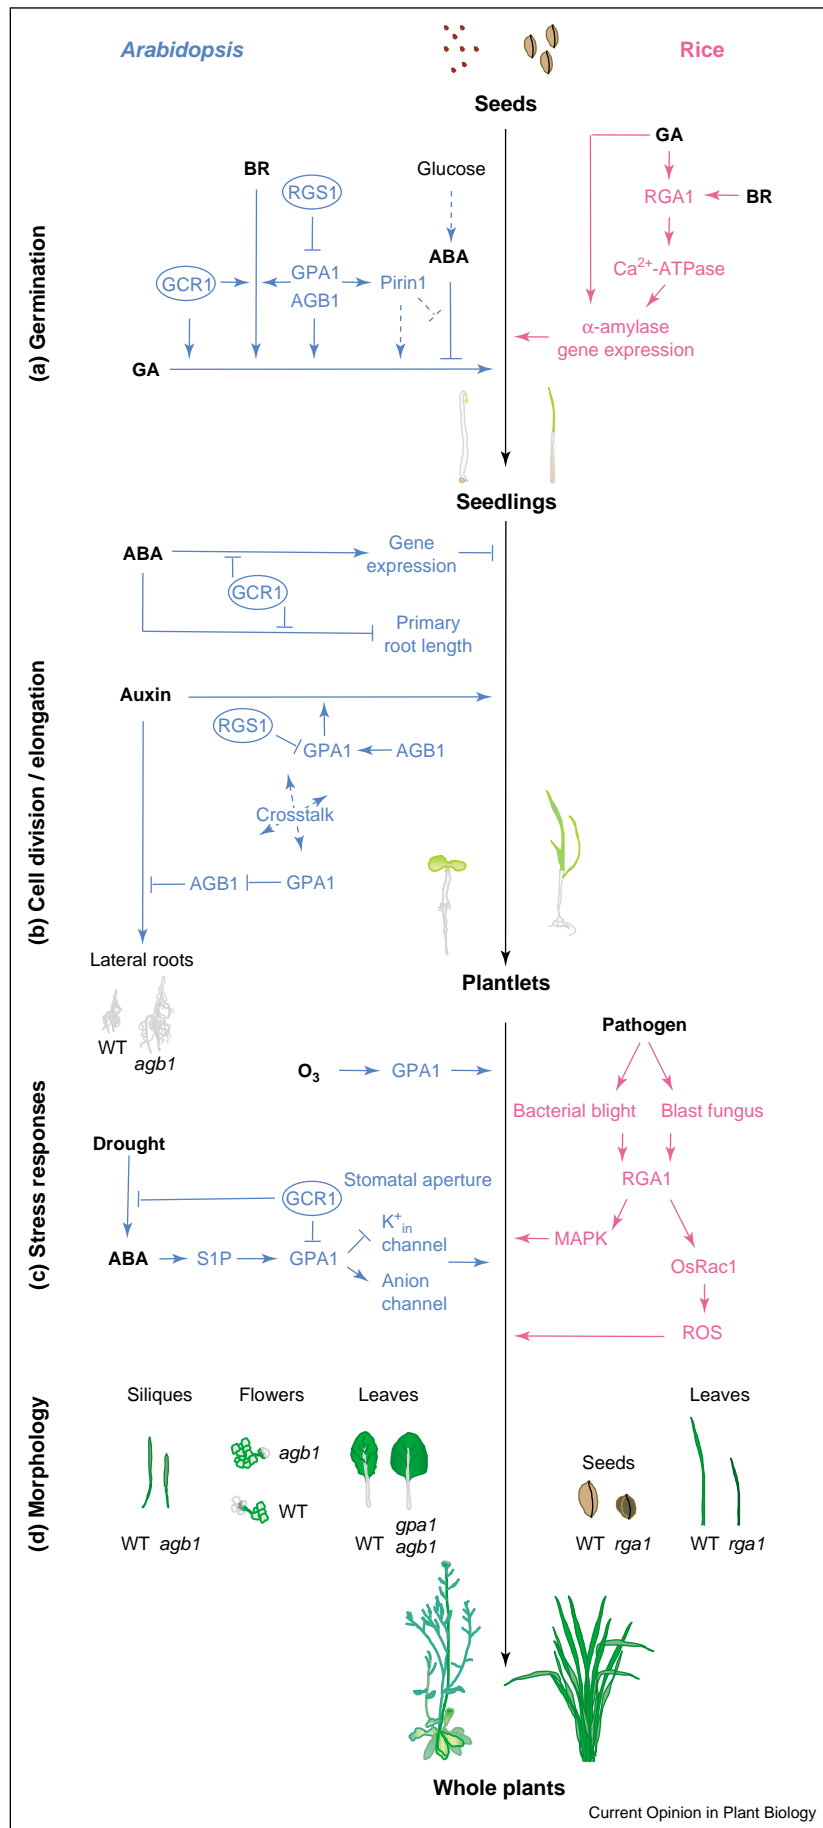 Arabidopsis
Rice
Seeds
(a) Germination
BR
RGS1
Glucose
ABA
GCR1
GPA1
AGB1
Pirin1
GA
GA
RGA1
BR
Ca2+-ATPase
α-amylase
gene expression
Seedlings
(b) Cell division / elongation
ABA
Gene
expression
GCR1
Primary
root length
Auxin
RGS1
GPA1
AGB1
Crosstalk
AGB1
GPA1
Lateral roots
WT
agb1
Plantlets
(c) Stress responses
O3
GPA1
Pathogen
Bacterial blight
Blast fungus
RGA1
MAPK
OsRac1
ROS
Drought
Stomatal aperture
GCR1
K+in
channel
ABA
S1P
GPA1
Anion
channel
(d) Morphology
Siliques
Flowers
Leaves
agb1
WT
WT agb1
WT
gpa1
agb1
Seeds
WT rga1
Leaves
WT rga1
Whole plants
Current Opinion in Plant Biology